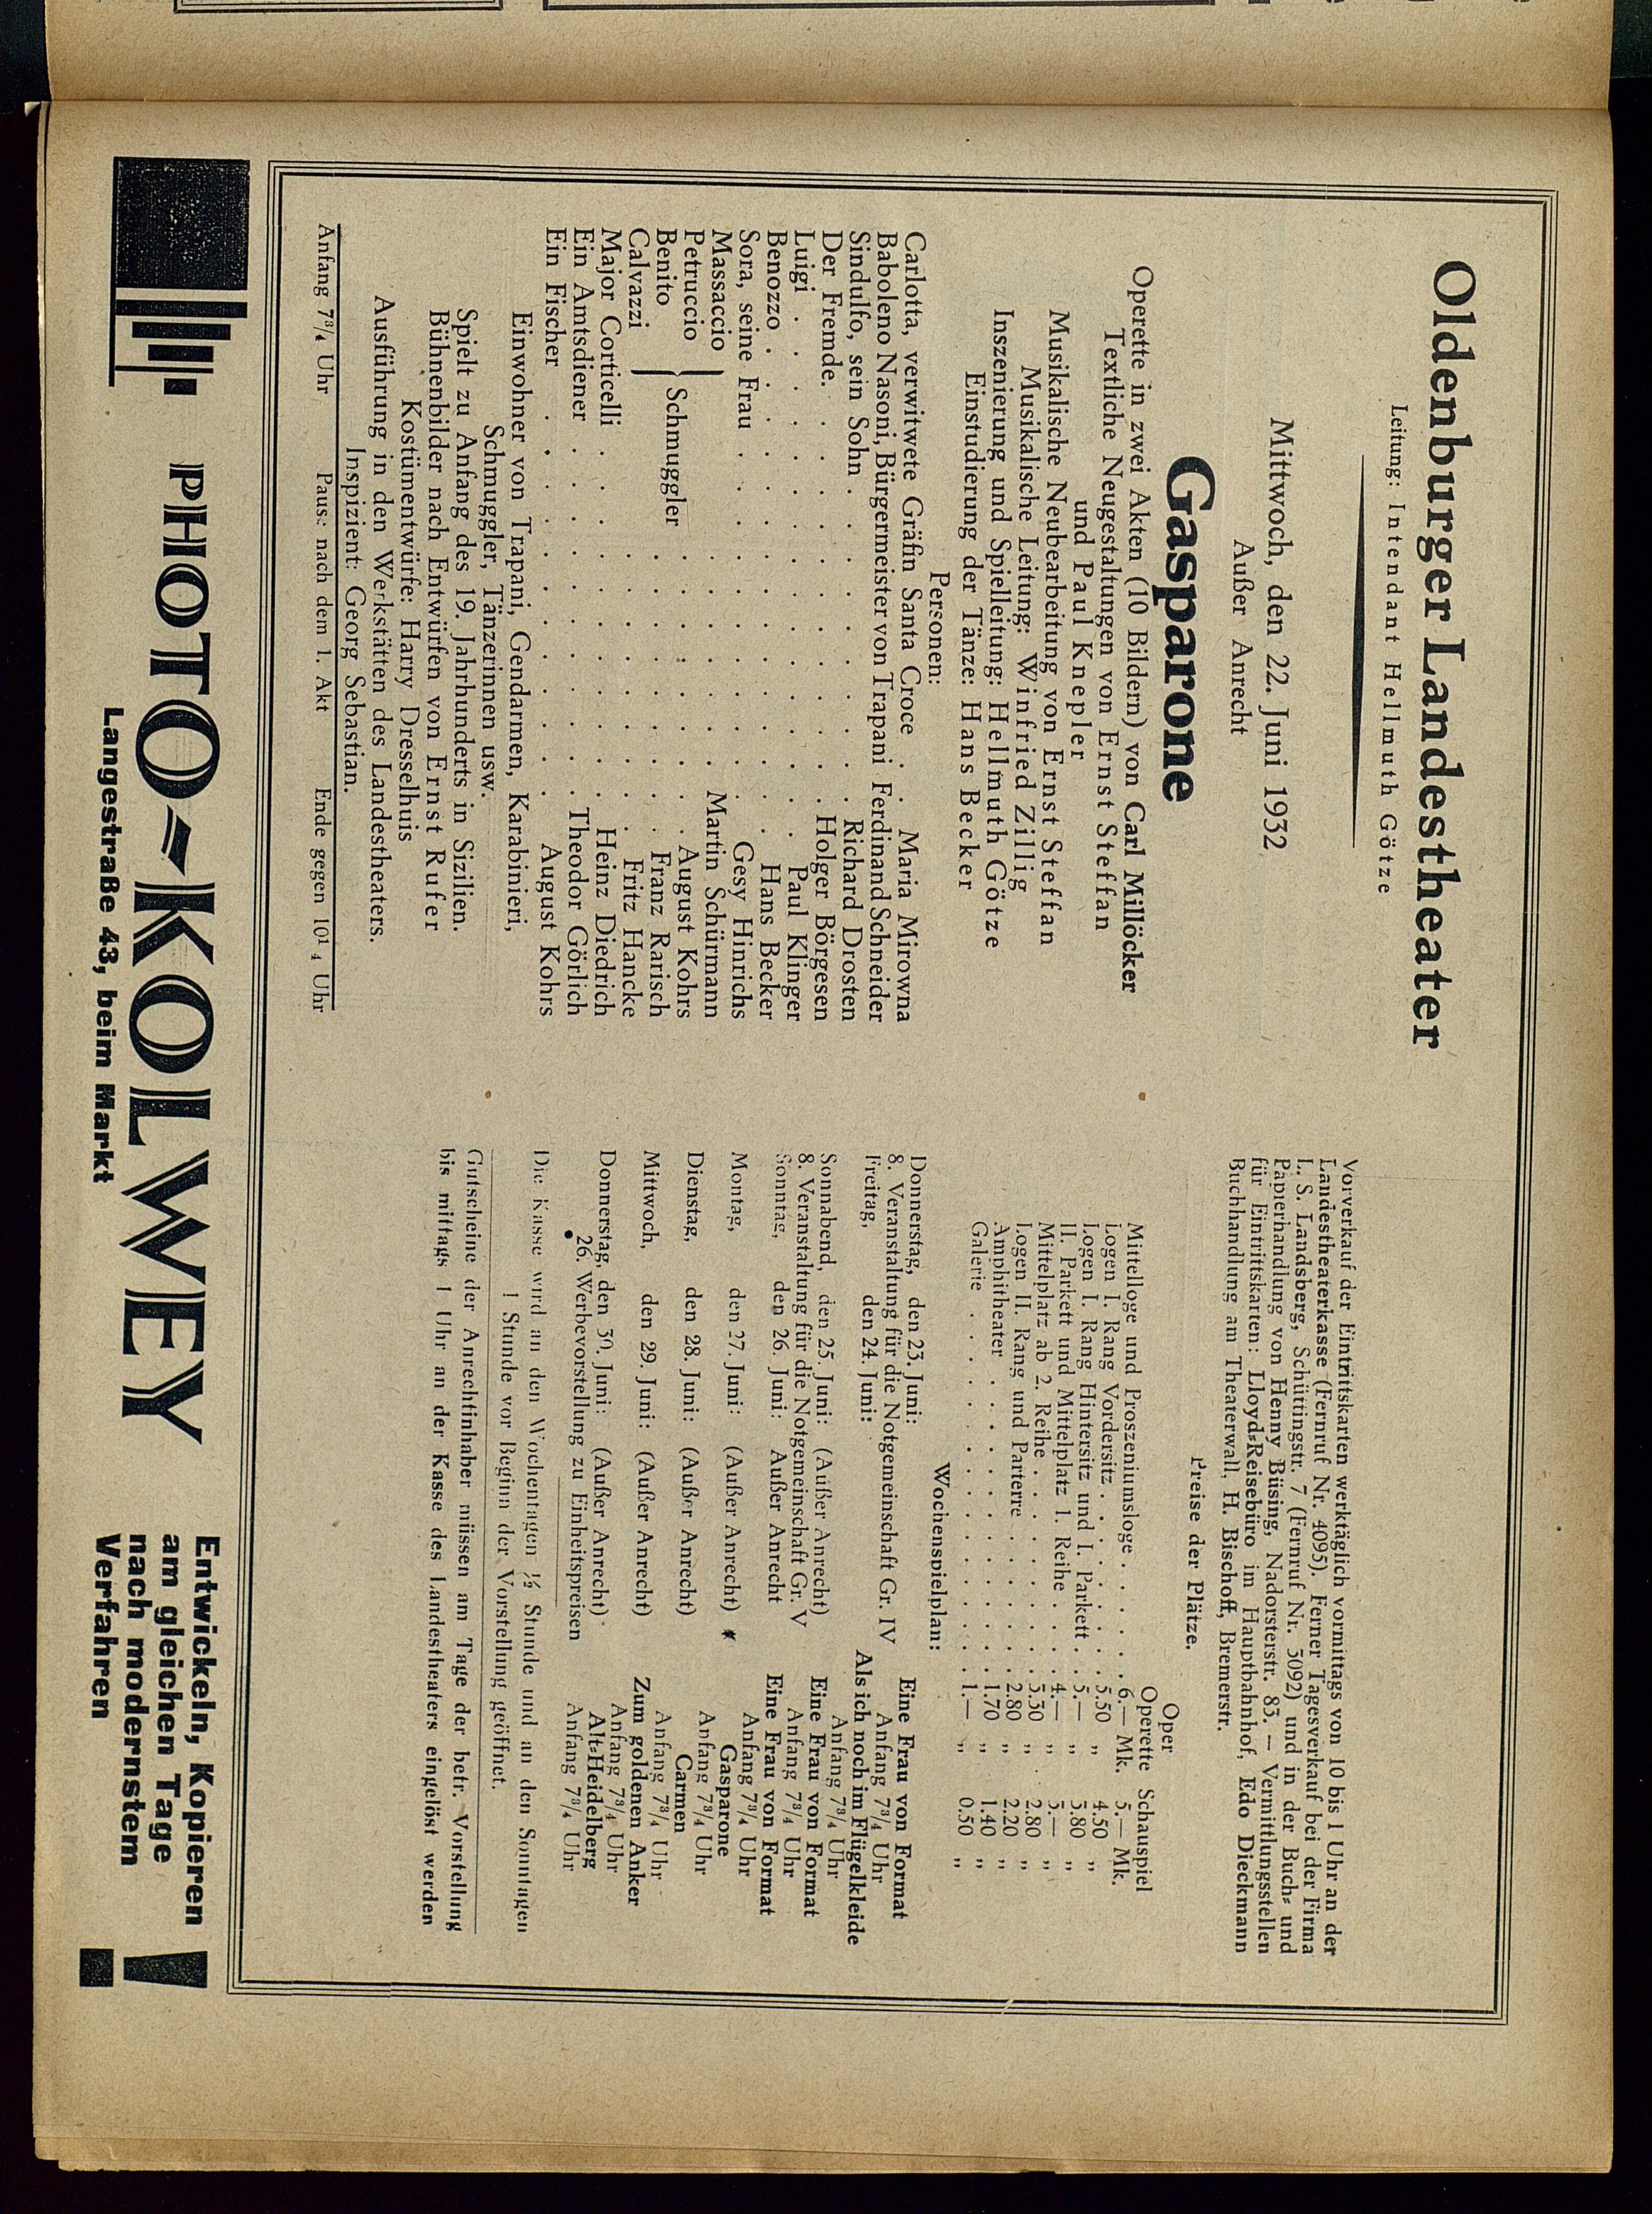 Oldenburger Landestheater
Leitung: Intendant Hellmuth Götze
Mittwoch, den 22. Juni 1932
Außer Anrecht
Gasparone
Operette in zwei Akten (10 Bildern) von Carl Millöcker
Textliche Neugestaltungen von Ernst Steffan
und Paul Knepler
Musikalische Neubearbeitung von Ernst Steffan
Musikalische Leitung: Winfried Zillig
Inszenierung und Spielleitung: Hellmuth Götze
Einstudierung der Tänze: Hans Becker
Personen:
Carlotta, verwitwete Gräfin Santa Croce . . Maria Mirowna
Baboleno Nasoni, Bürgermeister von Trapani Ferdinand Schneider
Sindulfo, sein Sohn . . . . . . . Richard Drosten
Der Fremde. . . . . . . . . Holger Börgesen
Luigi . . . . . . . . . . Paul Klinger
Benozzo . . . . . . . . . . Hans Becker
Sora, seine Frau . . . . . . . Gesy Hinrichs
Massaccio } . . . . . Martin Schürmann
Petruccio } Schmuggler . . . . . August Kohrs
Benito } . . . . . Franz Rarisch
Calvazzi } . . . . . Fritz Hancke
Major Corticelli . . . . . . . Heinz Diedrich
Ein Amtsdiener . . . . . . . Theodor Görlich
Ein Fischer . . . . . . . . August Kohrs
Einwohner von Trapani, Gendarmen, Karabinieri,
Schmuggler, Tänzerinnen usw.
Spielt zu Anfang des 19. Jahrhunderts in Sizilien.
Bühnenbilder nach Entwürfen von Ernst Rufer
Kostümentwürfe: Harry Dresselhuis
Ausführung in den Werkstätten des Landestheaters.
Inspizient: Georg Sebastian.
Anfang 7¾ Uhr Pause nach dem 1. Akt Ende gegen 10¼ Uhr
Vorverkauf der Eintrittskarten werktäglich vormittags von 10 bis 1 Uhr an der
Landestheaterkasse (Fernruf Nr. 4095). Ferner Tagesverkauf bei der Firma
L. S. Landsberg, Schüttingstr. 7 (Fernruf Nr. 3092) und in der Buch- und
Papierhandlung von Henny Büsing, Nadorsterstr. 83. — Vermittlungsstellen
für Eintrittskarten: Lloyd-Reisebüro im Hauptbahnhof, Edo Dieckmann
Buchhandlung am Theaterwall, H. Bischoff, Bremerstr.
Preise der Plätze.
Oper
Operette Schauspiel
Mittelloge und Proszeniumsloge . . . . . 6.— Mk. 5.— Mk.
Logen I. Rang Vordersitz . . . . . . 5.50 „ 4.50 „
Logen I. Rang Hintersitz und I. Parkett . . 5.— „ 3.80 „
II. Parkett und Mittelplatz 1. Reihe . . . 4.— „ 3.— „
Mittelplatz ab 2. Reihe . . . . . . 3.30 „ 2.80 „
Logen II. Rang und Parterre . . . . . 2.80 „ 2.20 „
Amphitheater . . . . . . . . 1.70 „ 1.40 „
Galerie . . . . . . . . . 1.— „ 0.50 „
Wochenspielplan:
Donnerstag, den 23. Juni: Eine Frau von Format
8. Veranstaltung für die Notgemeinschaft Gr. IV Anfang 7¾ Uhr
Freitag, den 24. Juni: Als ich noch im Flügelkleide
Anfang 7¾ Uhr
Sonnabend, den 25. Juni: (Außer Anrecht) Eine Frau von Format
8. Veranstaltung für die Notgemeinschaft Gr. V Anfang 7¾ Uhr
Sonntag, den 26. Juni: Außer Anrecht Eine Frau von Format
Anfang 7¾ Uhr
Montag, den 27. Juni: (Außer Anrecht) Gasparone
Anfang 7¾ Uhr
Dienstag, den 28. Juni: (Außer Anrecht) Carmen
Anfang 7¾ Uhr
Mittwoch, den 29. Juni: (Außer Anrecht) Zum goldenen Anker
Anfang 7¾ Uhr
Donnerstag, den 30. Juni: (Außer Anrecht) Alt-Heidelberg
26. Werbevorstellung zu Einheitspreisen Anfang 7¾ Uhr
Die Kasse wird an den Wochentagen ½ Stunde und an den Sonntagen
1 Stunde vor Beginn der Vorstellung geöffnet.
Gutscheine der Anrechtinhaber müssen am Tage der betr. Vorstellung
bis mittags 1 Uhr an der Kasse des Landestheaters eingelöst werden
PHOTO-KOLWEY
Langestraße 43, beim Markt
Entwickeln, Kopieren
am gleichen Tage
nach modernstem
Verfahren !